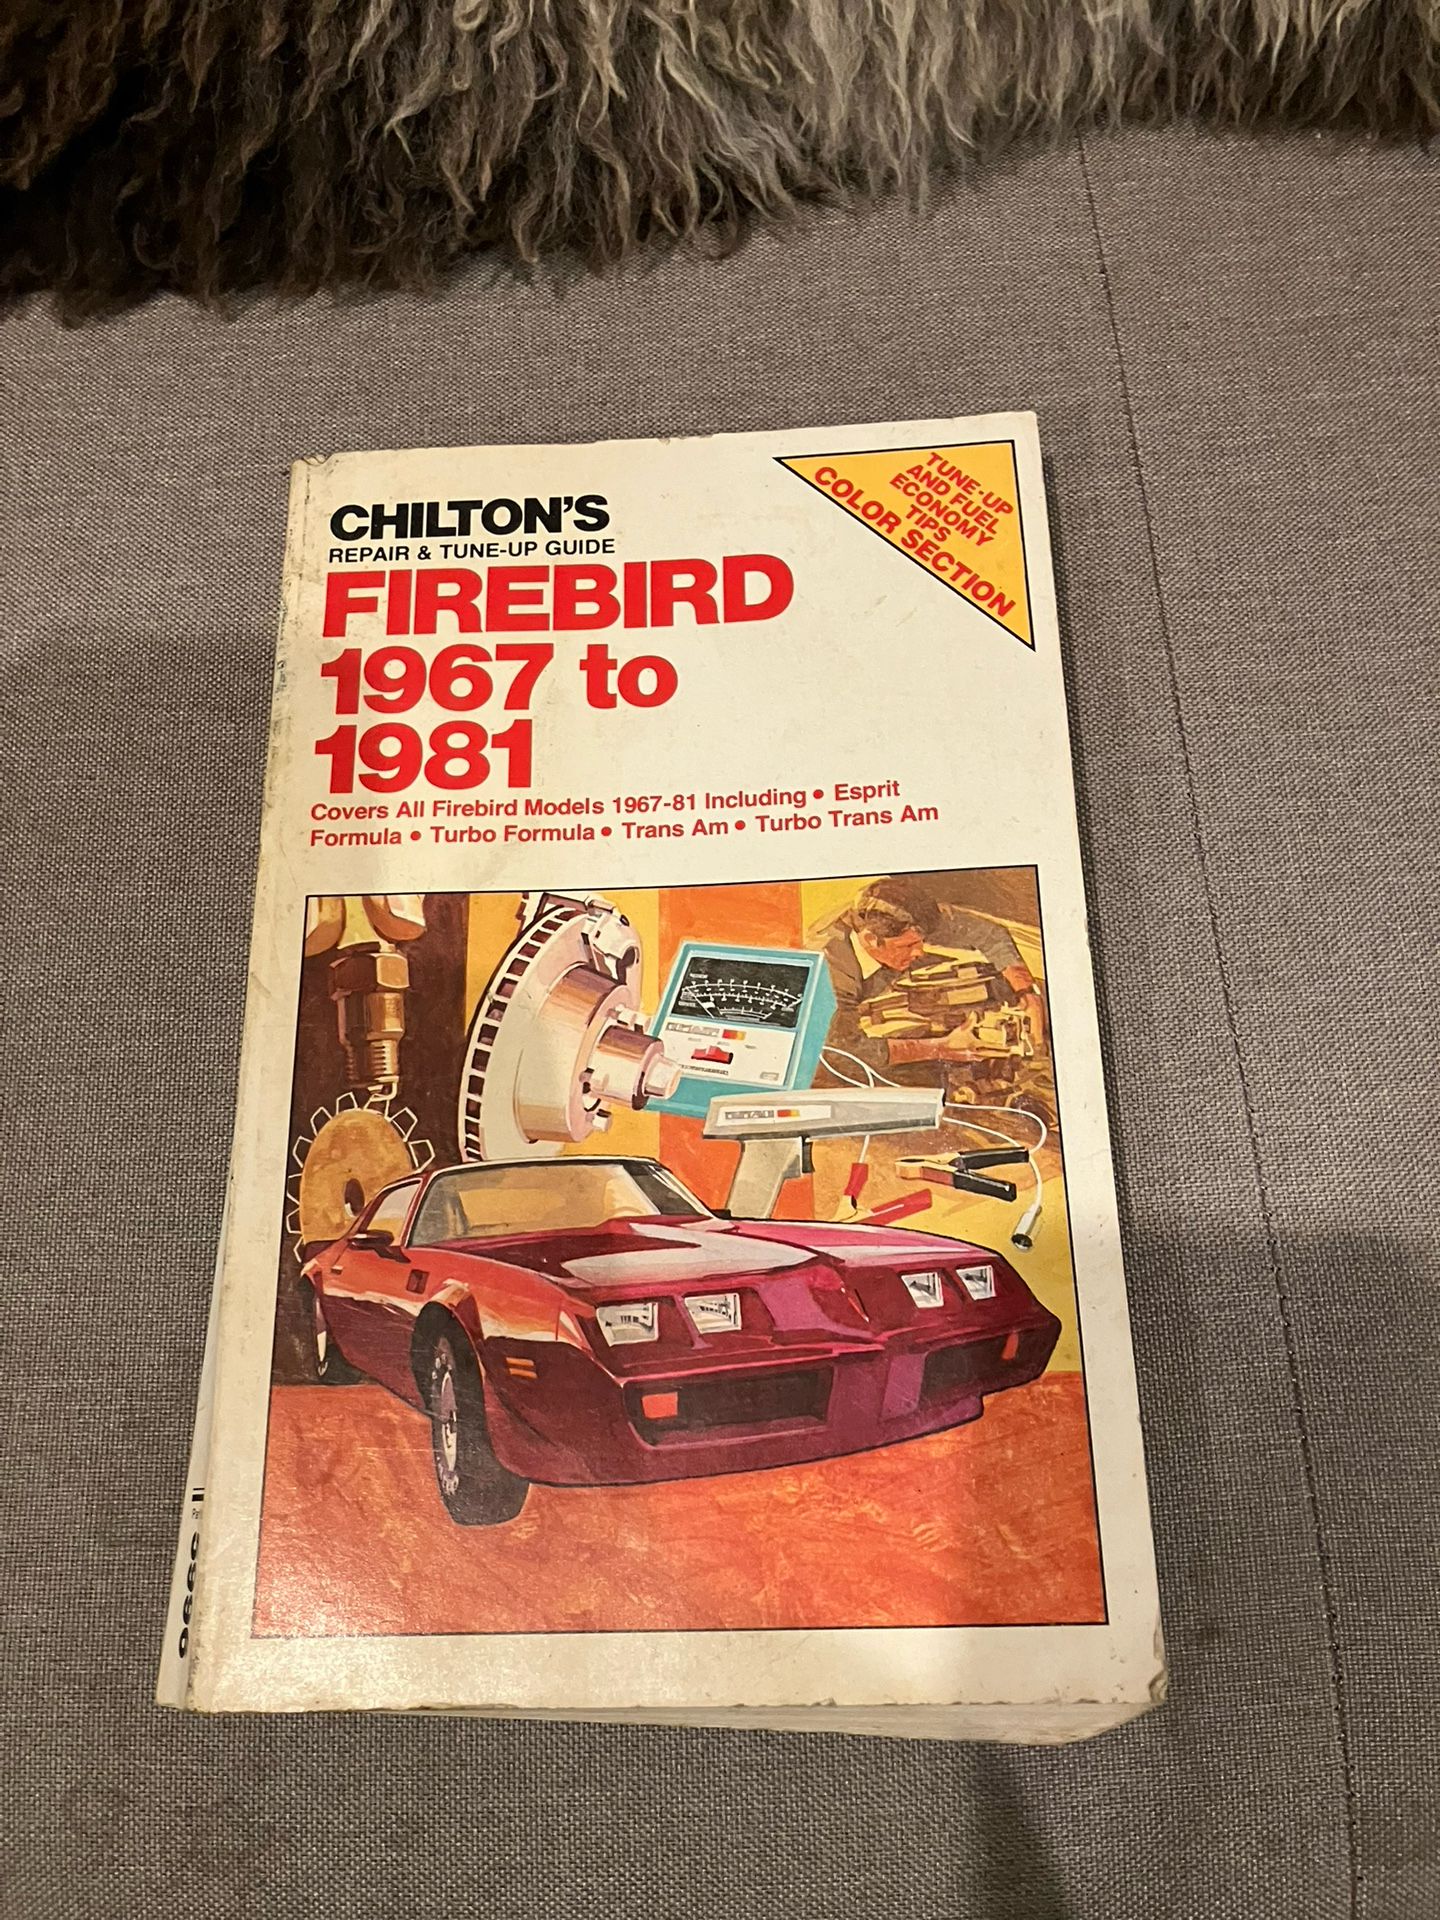 CHILTON'S
REPAIR & TUNE-UP GUIDE
FIREBIRD
1967 to
1981
Covers All Firebird Models 1967-81 Including • Esprit
Formula • Turbo Formula • Trans Am • Turbo Trans Am
TUNE-UP
AND FUEL
ECONOMY
TIPS
COLOR SECTION